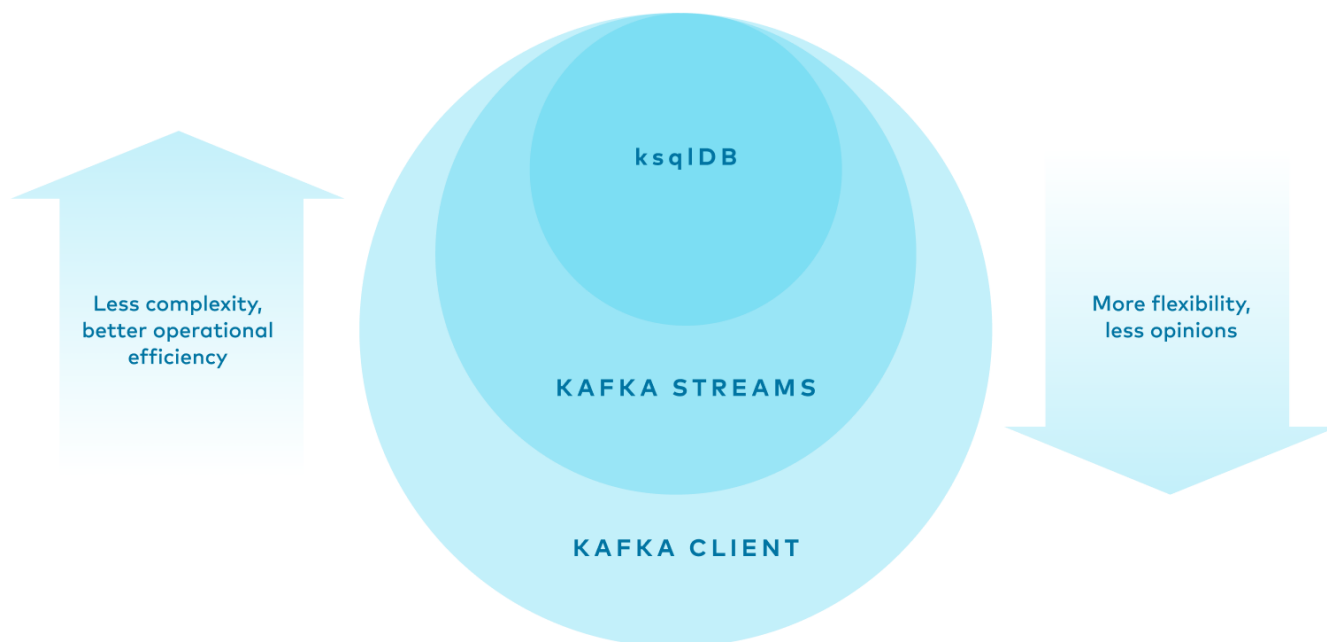 ksqlDB
Less complexity,
better operational
efficiency
More flexibility,
less opinions
KAFKA STREAMS
KAFKA CLIENT